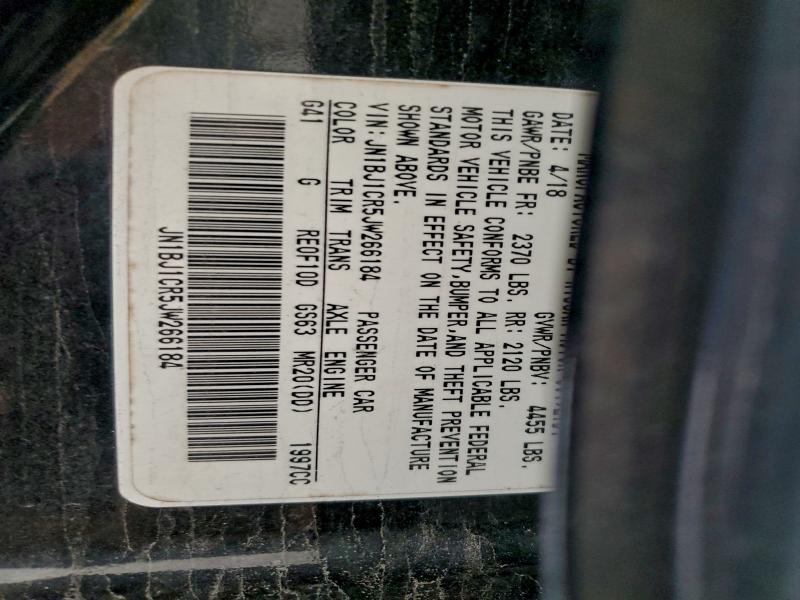 DATE: 4/18 GVWR/PNBV: 4455 LBS.
GAWR/PNBE FR: 2370 LBS. RR: 2120 LBS.
THIS VEHICLE CONFORMS TO ALL APPLICABLE FEDERAL
MOTOR VEHICLE SAFETY,BUMPER,AND THEFT PREVENTION
STANDARDS IN EFFECT ON THE DATE OF MANUFACTURE
SHOWN ABOVE.
VIN: JN1BJ1CR5JW266184 PASSENGER CAR
COLOR TRIM TRANS AXLE ENGINE
G41 G REOF10D GS63 MR20(DD) 1997CC
JN1BJ1CR5JW266184